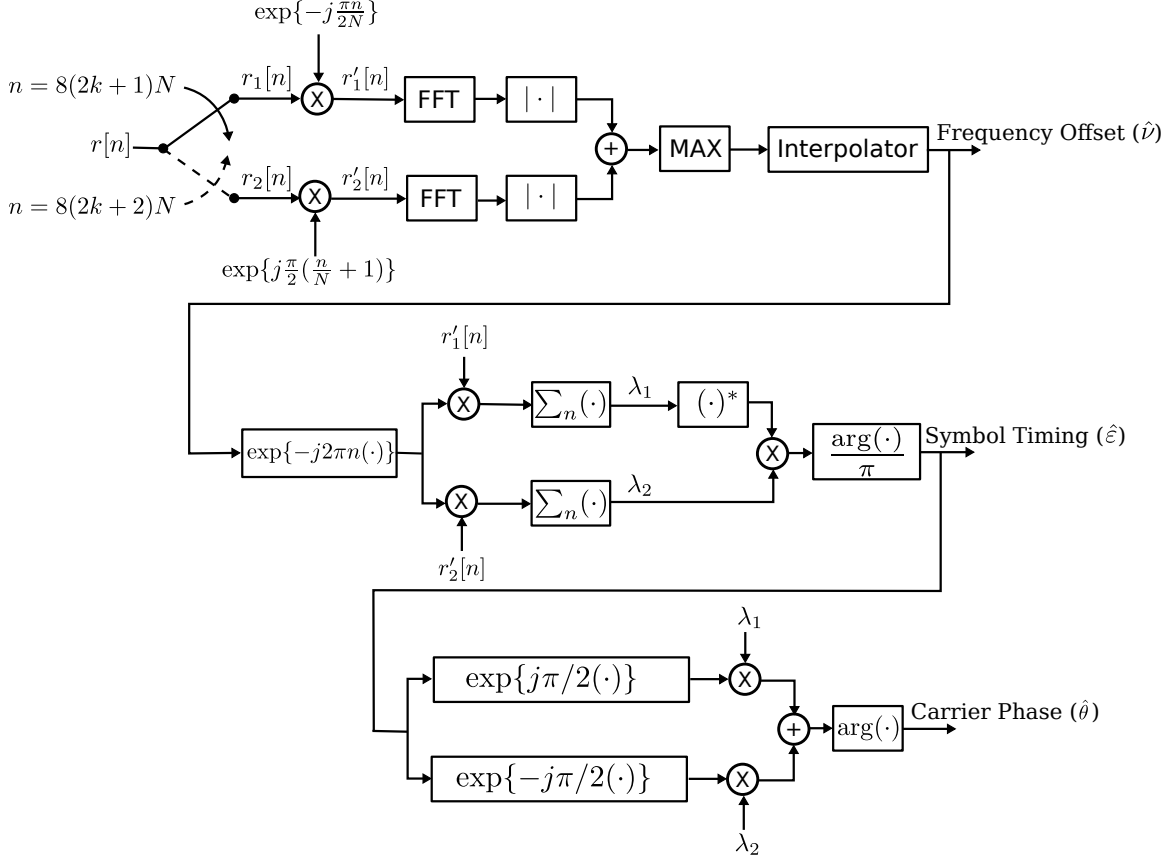 exp{−j πn/2N}
n = 8(2k + 1)N
r₁[n]
X
r′₁[n]
FFT
| · |
r[n]
+
MAX
Interpolator
Frequency Offset (ν̂)
n = 8(2k + 2)N
r₂[n]
X
r′₂[n]
FFT
| · |
exp{j π/2 (n/N + 1)}
r′₁[n]
X
∑ₙ(·)
λ₁
(·)*
exp{−j2πn(·)}
X
arg(·)/π
Symbol Timing (ε̂)
X
∑ₙ(·)
λ₂
r′₂[n]
λ₁
exp{jπ/2(·)}
X
+
arg(·)
Carrier Phase (θ̂)
exp{−jπ/2(·)}
X
λ₂